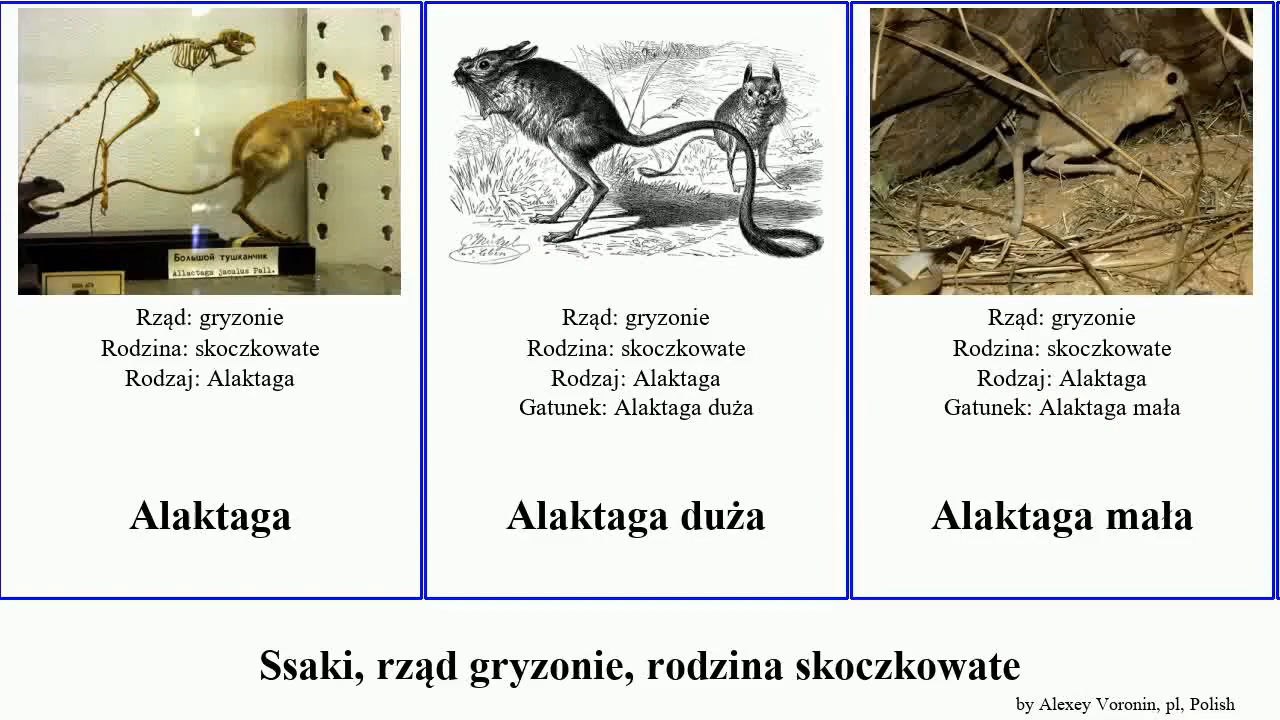 Большой тушканчик
Allactaga jaculus Pall.
Rząd: gryzonie
Rodzina: skoczkowate
Rodzaj: Alaktaga
Alaktaga
Rząd: gryzonie
Rodzina: skoczkowate
Rodzaj: Alaktaga
Gatunek: Alaktaga duża
Alaktaga duża
Rząd: gryzonie
Rodzina: skoczkowate
Rodzaj: Alaktaga
Gatunek: Alaktaga mała
Alaktaga mała
Ssaki, rząd gryzonie, rodzina skoczkowate
by Alexey Voronin, pl, Polish